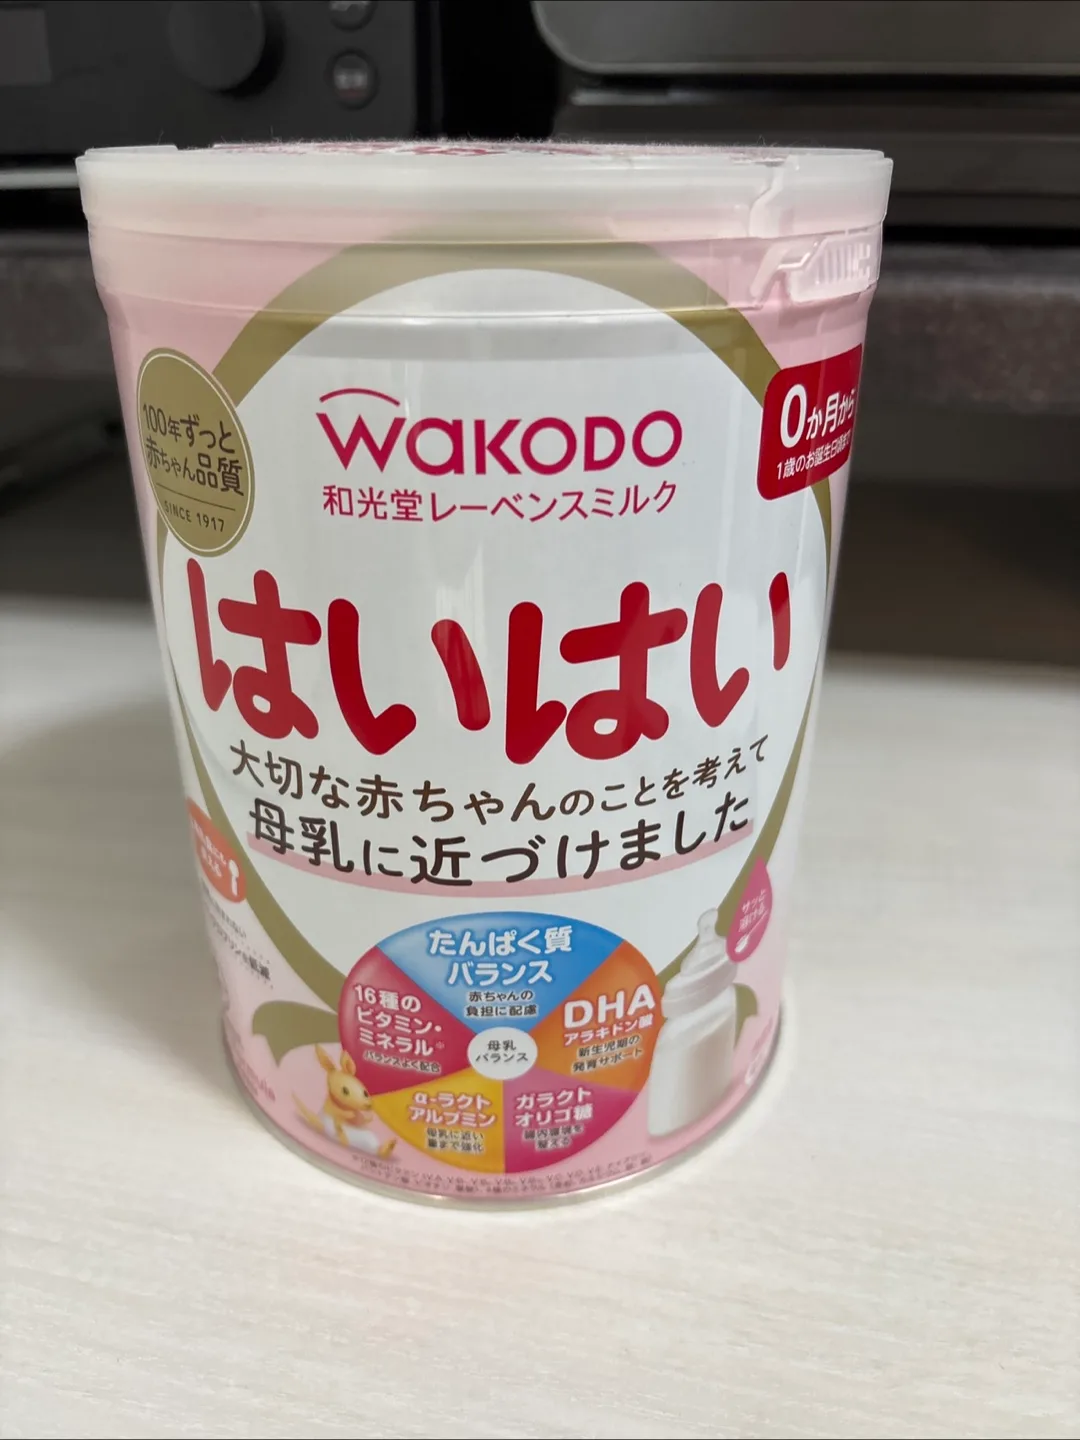 100年ずっと
赤ちゃん品質
SINCE 1917
WAKODO
和光堂レーベンスミルク
0か月から
1歳のお誕生日頃まで
はいはい
大切な赤ちゃんのことを考えて
母乳に近づけました
サッと
溶ける
たんぱく質
バランス
赤ちゃんの
負担に配慮
16種の
ビタミン・
ミネラル※
バランスよく配合
DHA
アラキドン酸
新生児期の
発育サポート
母乳
バランス
α-ラクト
アルブミン
母乳に近い
量まで強化
ガラクト
オリゴ糖
腸内環境を
整える